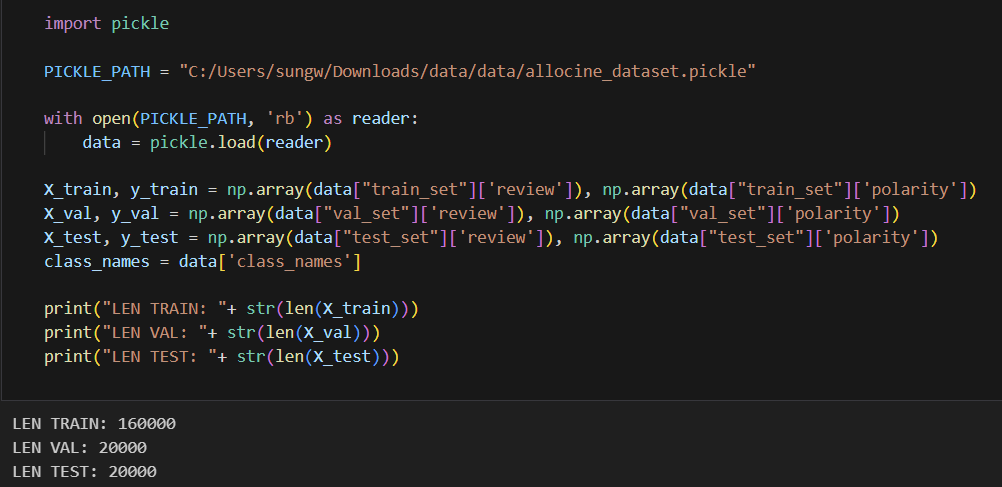 import pickle
PICKLE_PATH = "C:/Users/sungw/Downloads/data/data/allocine_dataset.pickle"
with open(PICKLE_PATH, 'rb') as reader:
    data = pickle.load(reader)
X_train, y_train = np.array(data["train_set"]['review']), np.array(data["train_set"]['polarity'])
X_val, y_val = np.array(data["val_set"]['review']), np.array(data["val_set"]['polarity'])
X_test, y_test = np.array(data["test_set"]['review']), np.array(data["test_set"]['polarity'])
class_names = data['class_names']
print("LEN TRAIN: "+ str(len(X_train)))
print("LEN VAL: "+ str(len(X_val)))
print("LEN TEST: "+ str(len(X_test)))
LEN TRAIN: 160000
LEN VAL: 20000
LEN TEST: 20000